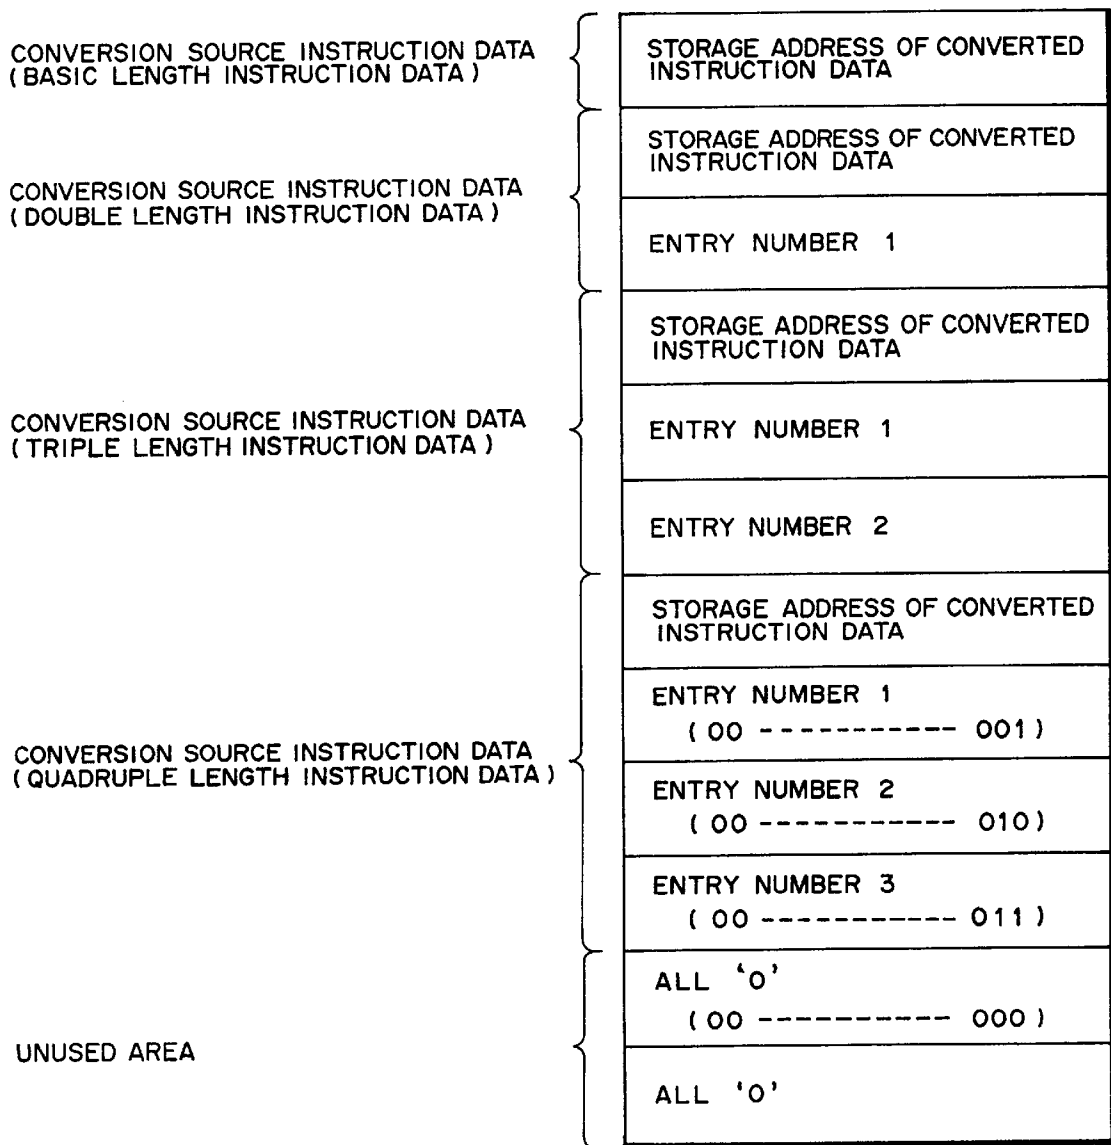 CONVERSION SOURCE INSTRUCTION DATA
(BASIC LENGTH INSTRUCTION DATA)
STORAGE ADDRESS OF CONVERTED
INSTRUCTION DATA
CONVERSION SOURCE INSTRUCTION DATA
(DOUBLE LENGTH INSTRUCTION DATA)
STORAGE ADDRESS OF CONVERTED
INSTRUCTION DATA
ENTRY NUMBER 1
CONVERSION SOURCE INSTRUCTION DATA
(TRIPLE LENGTH INSTRUCTION DATA)
STORAGE ADDRESS OF CONVERTED
INSTRUCTION DATA
ENTRY NUMBER 1
ENTRY NUMBER 2
CONVERSION SOURCE INSTRUCTION DATA
(QUADRUPLE LENGTH INSTRUCTION DATA)
STORAGE ADDRESS OF CONVERTED
INSTRUCTION DATA
ENTRY NUMBER 1
(00 ----------- 001)
ENTRY NUMBER 2
(00 ----------- 010)
ENTRY NUMBER 3
(00 ----------- 011)
UNUSED AREA
ALL '0'
(00 ----------- 000)
ALL '0'